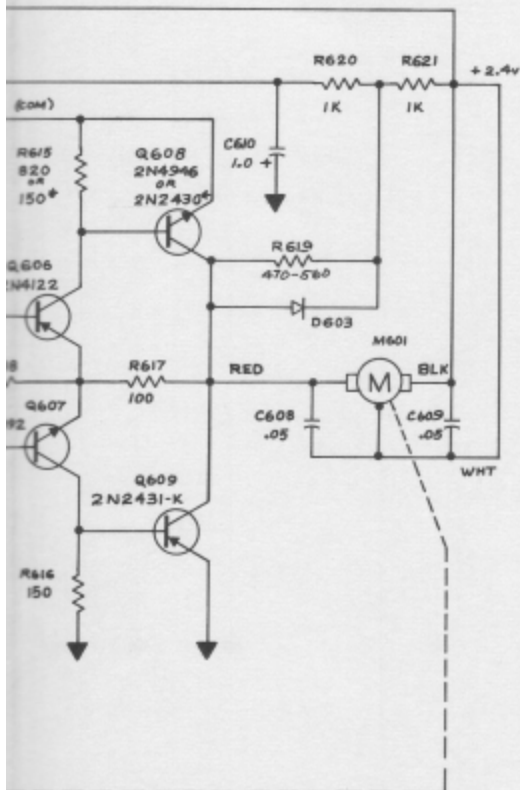 R620
R621
+2.4V
1K
1K
(COM)
R615
820
OR
150*
Q608
2N4946
OR
2N2430*
C610
1.0 +
R619
470-560
Q606
2N4122
D603
M601
R617
RED
M
BLK
100
Q607
C608
.05
C609
.05
WHT
Q609
2N2431-K
R616
150